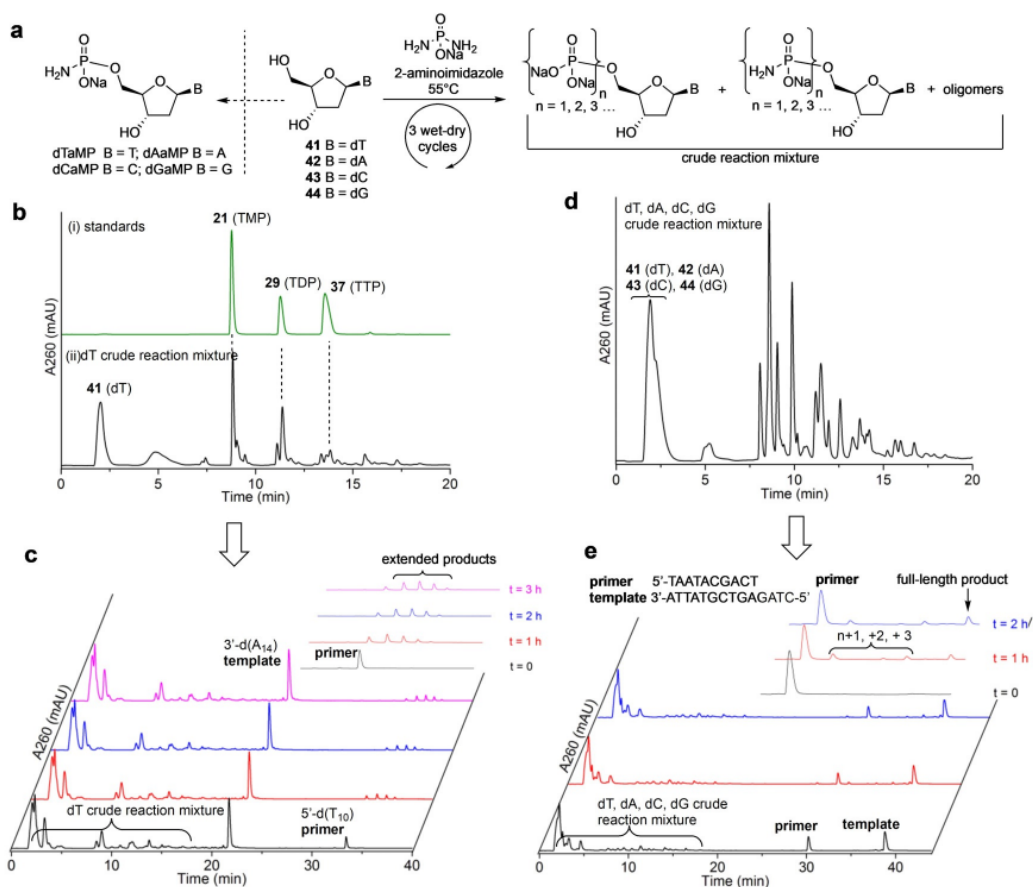 a
O
H₂N
P
O
ONa
O
B
HO
dTaMP B = T; dAaMP B = A
dCaMP B = C; dGaMP B = G
HO
O
B
HO
41 B = dT
42 B = dA
43 B = dC
44 B = dG
O
H₂N
P
NH₂
ONa
2-aminoimidazole
55°C
3 wet-dry
cycles
O
NaO
P
O
ONa
n
n = 1, 2, 3 ...
O
B
HO
+
O
H₂N
P
O
ONa
n
n = 1, 2, 3 ...
O
B
HO
+ oligomers
crude reaction mixture
b
(i) standards
21 (TMP)
29 (TDP)
37 (TTP)
A260 (mAU)
(ii)dT crude reaction mixture
41 (dT)
0 5 10 15 20
Time (min)
d
dT, dA, dC, dG
crude reaction mixture
41 (dT), 42 (dA)
43 (dC), 44 (dG)
A260 (mAU)
0 5 10 15 20
Time (min)
c
extended products
t = 3 h
t = 2 h
t = 1 h
t = 0
3'-d(A₁₄)
template
primer
A260 (mAU)
dT crude reaction mixture
5'-d(T₁₀)
primer
0 10 20 30 40
Time (min)
e
primer 5'-TAATACGACT
template 3'-ATTATGCTGAGATC-5'
primer
full-length product
t = 2 h/
n+1, +2, + 3
t = 1 h
t = 0
A260 (mAU)
dT, dA, dC, dG crude
reaction mixture
primer
template
0 10 20 30 40
Time (min)